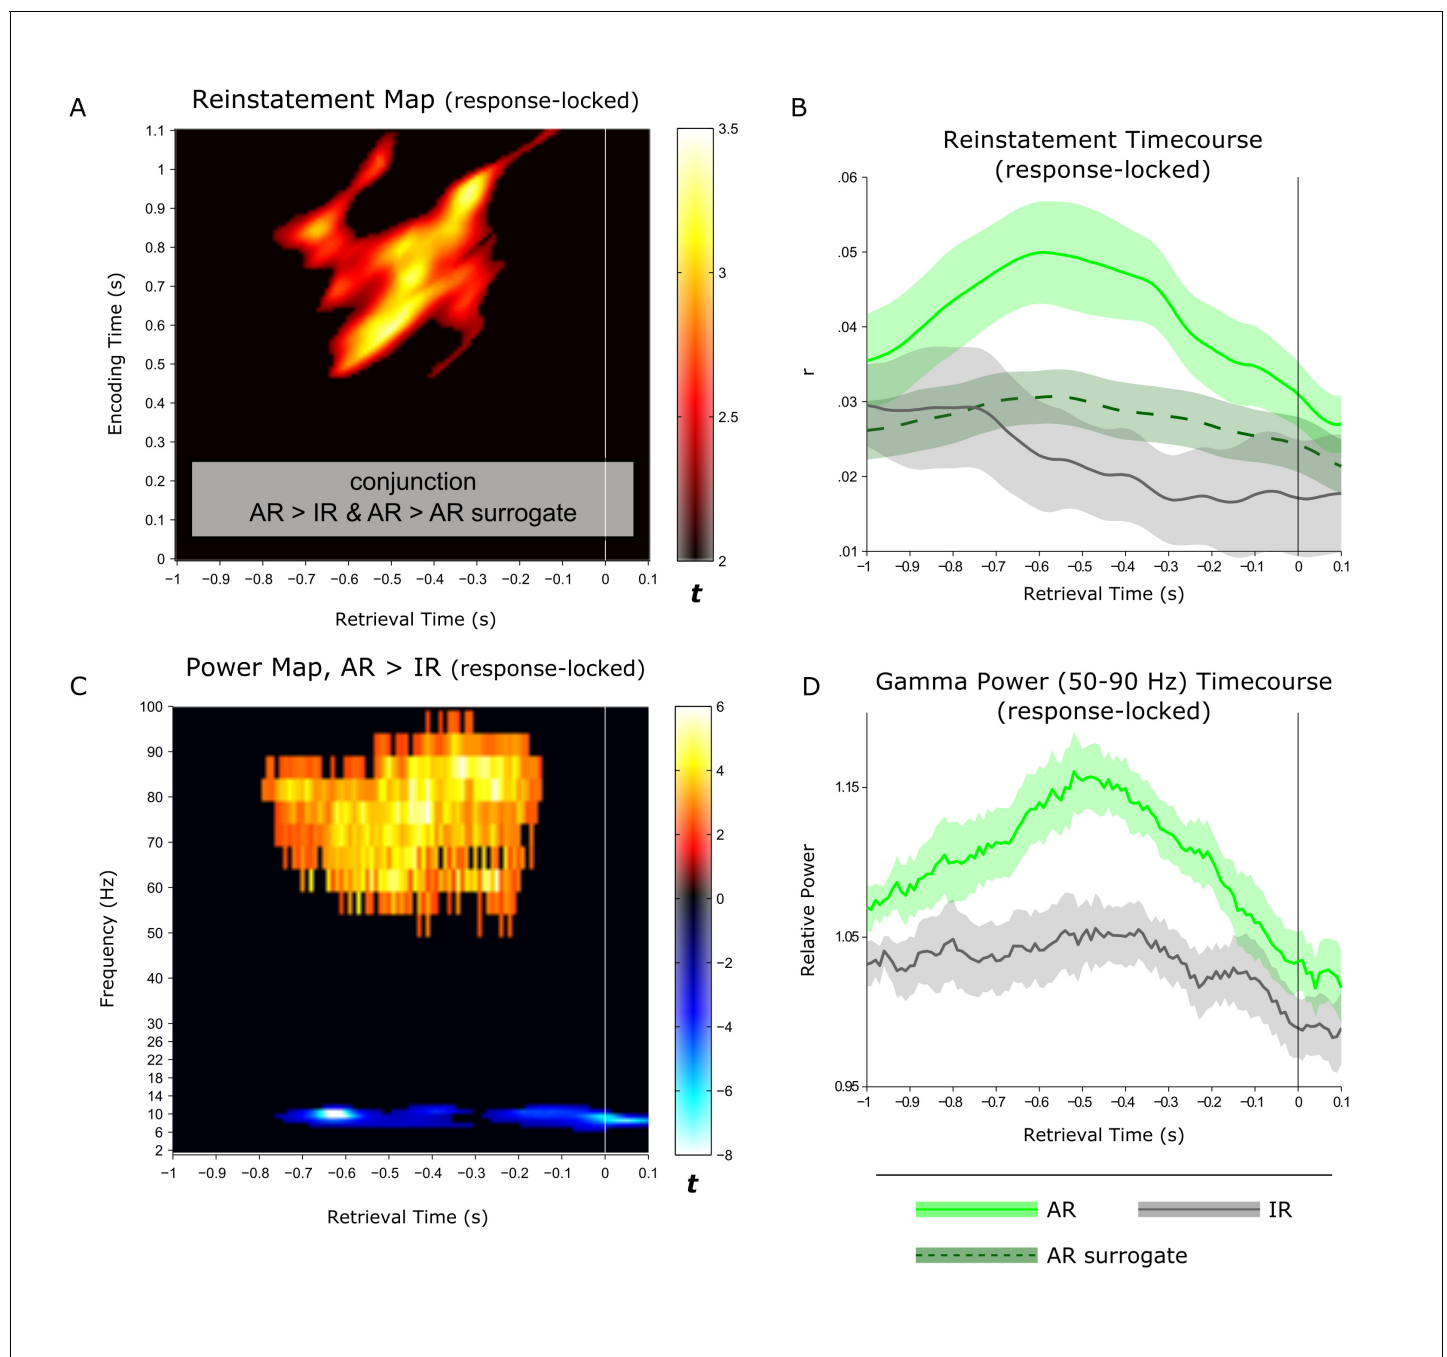 A
Reinstatement Map (response-locked)
1.1
1
0.9
0.8
0.7
0.6
0.5
0.4
0.3
0.2
0.1
0
Encoding Time (s)
conjunction
AR > IR & AR > AR surrogate
−1 −0.9 −0.8 −0.7 −0.6 −0.5 −0.4 −0.3 −0.2 −0.1 0 0.1
Retrieval Time (s)
3.5
3
2.5
2
t
B
Reinstatement Timecourse
(response-locked)
.06
.05
.04
.03
.02
.01
r
−1 −0.9 −0.8 −0.7 −0.6 −0.5 −0.4 −0.3 −0.2 −0.1 0 0.1
Retrieval Time (s)
C
Power Map, AR > IR (response-locked)
100
90
80
70
60
50
40
30
26
22
18
14
10
6
2
Frequency (Hz)
−1 −0.9 −0.8 −0.7 −0.6 −0.5 −0.4 −0.3 −0.2 −0.1 0 0.1
Retrieval Time (s)
6
4
2
0
−2
−4
−6
−8
t
D
Gamma Power (50-90 Hz) Timecourse
(response-locked)
1.15
1.05
0.95
Relative Power
−1 −0.9 −0.8 −0.7 −0.6 −0.5 −0.4 −0.3 −0.2 −0.1 0 0.1
Retrieval Time (s)
AR
IR
AR surrogate